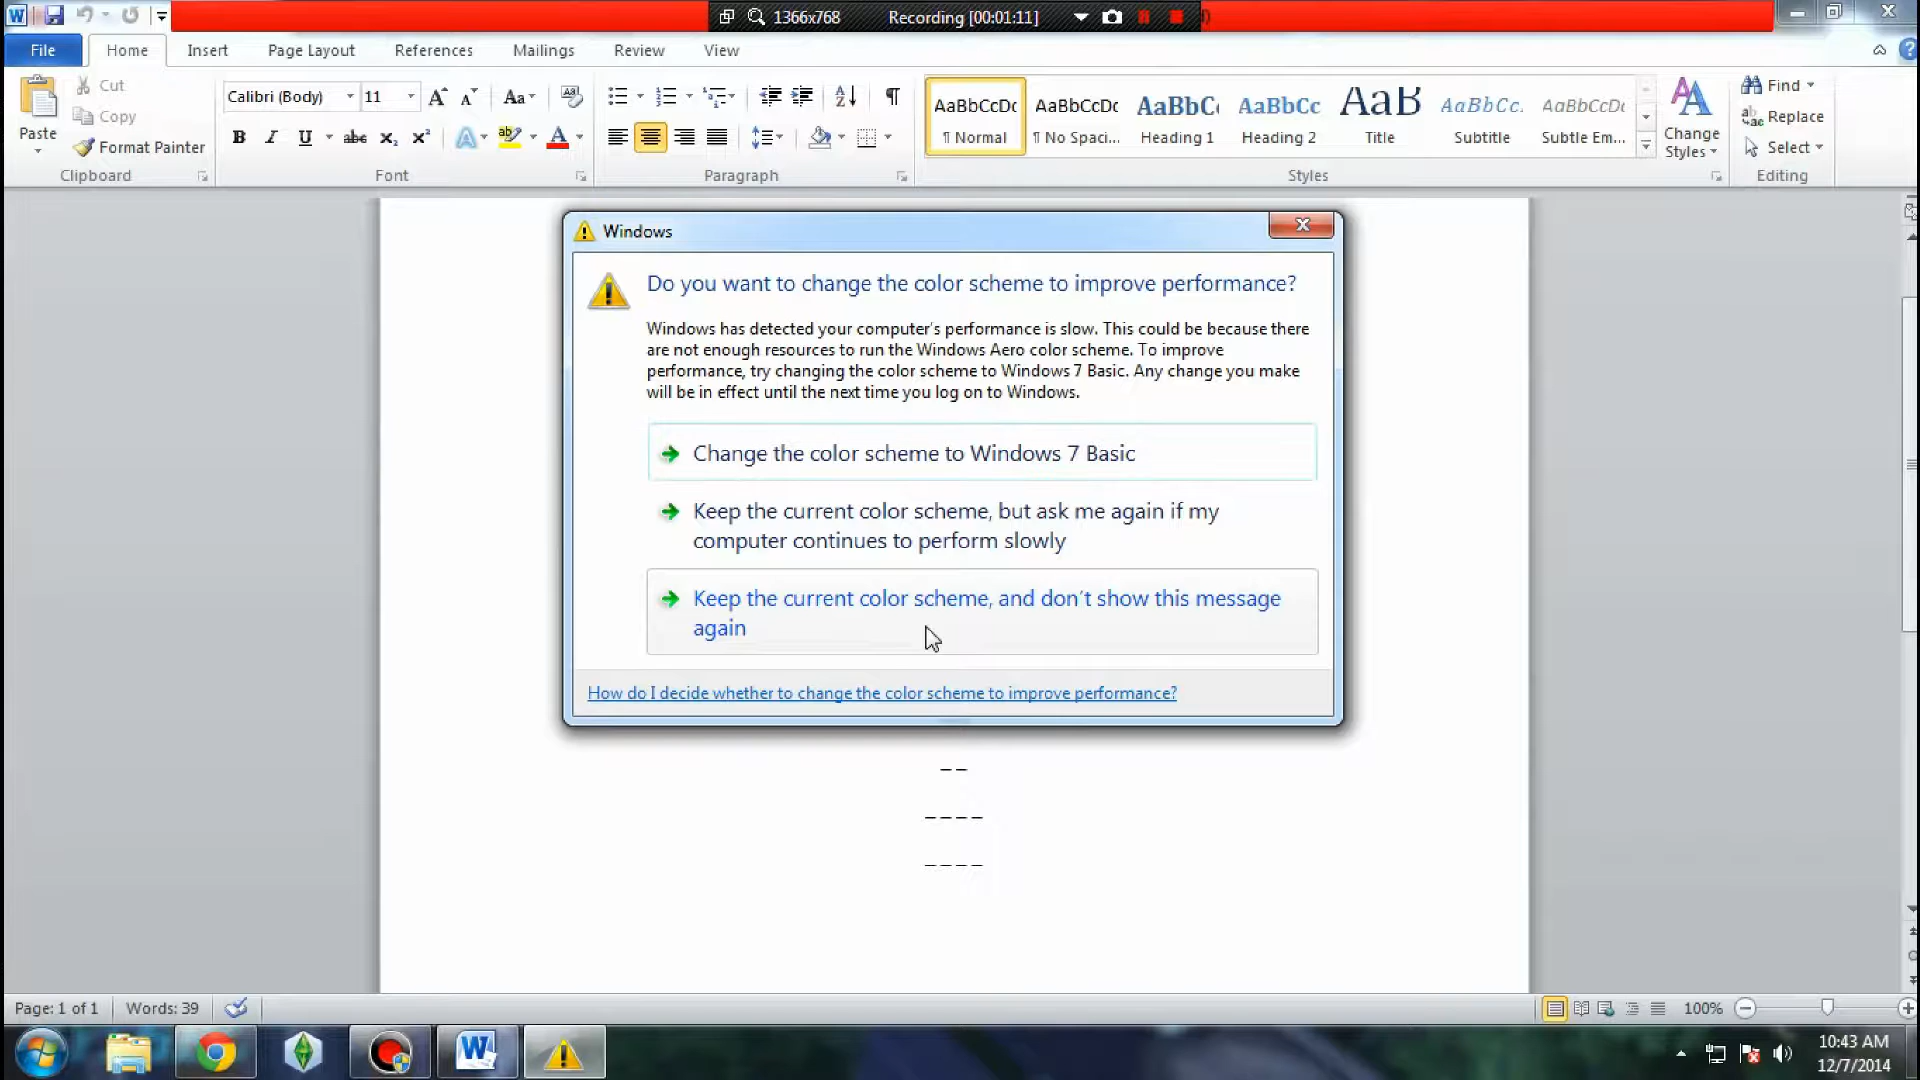 1366x768 Recording [00:01:11]
File Home Insert Page Layout References Mailings Review View
Cut
Copy
Format Painter
Paste
Clipboard
Calibri (Body) 11
Aa
B I U abc x₂ x² A ab A
Font
Paragraph
AaBbCcDc AaBbCcDc AaBbCc AaBbCc AaB AaBbCc. AaBbCcDc
¶ Normal ¶ No Spaci... Heading 1 Heading 2 Title Subtitle Subtle Em...
Styles
Change
Styles
Find
Replace
Select
Editing
Windows
Do you want to change the color scheme to improve performance?
Windows has detected your computer's performance is slow. This could be because there
are not enough resources to run the Windows Aero color scheme. To improve
performance, try changing the color scheme to Windows 7 Basic. Any change you make
will be in effect until the next time you log on to Windows.
Change the color scheme to Windows 7 Basic
Keep the current color scheme, but ask me again if my
computer continues to perform slowly
Keep the current color scheme, and don't show this message
again
How do I decide whether to change the color scheme to improve performance?
_ _
_ _ _ _
_ _ _ _
Page: 1 of 1 Words: 39 100%
10:43 AM
12/7/2014